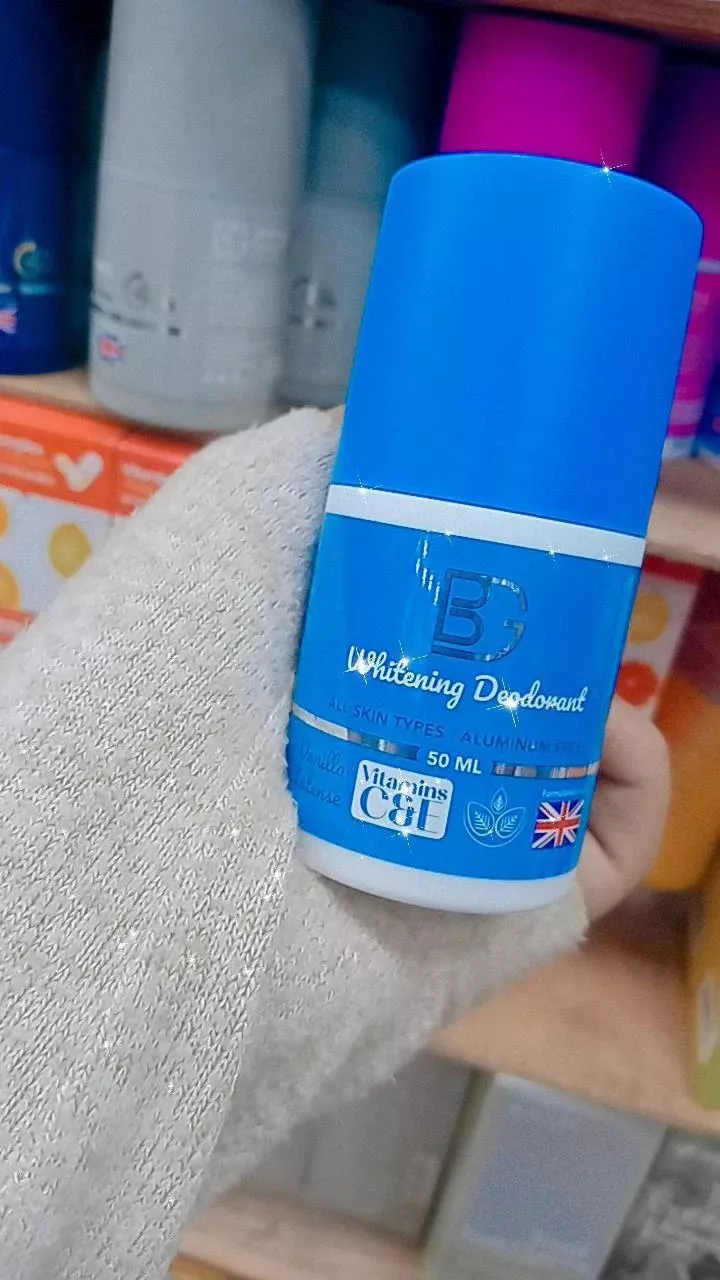 BG
Whitening Deodorant
ALL SKIN TYPES ALUMINUM FREE
50 ML
Vanilla
Intense
Vitamins
C&E